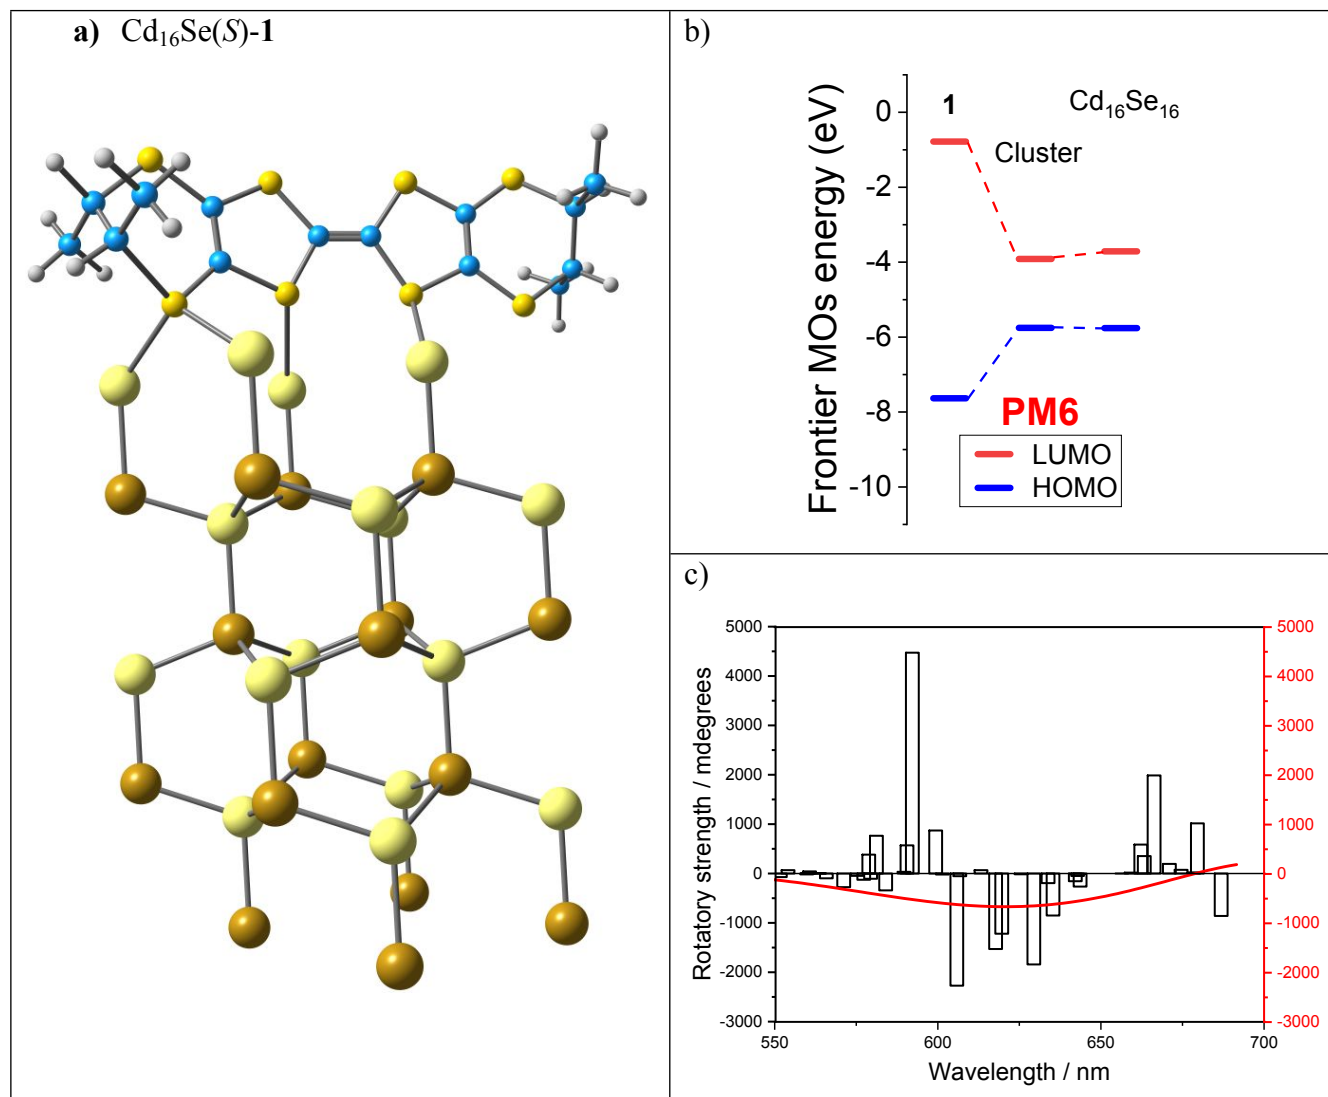 a) Cd₁₆Se(S)-1
b)
Frontier MOs energy (eV)
0
-2
-4
-6
-8
-10
1
Cd₁₆Se₁₆
Cluster
PM6
LUMO
HOMO
c)
Rotatory strength / mdegrees
5000
4000
3000
2000
1000
0
-1000
-2000
-3000
5000
4000
3000
2000
1000
0
-1000
-2000
-3000
550 600 650 700
Wavelength / nm